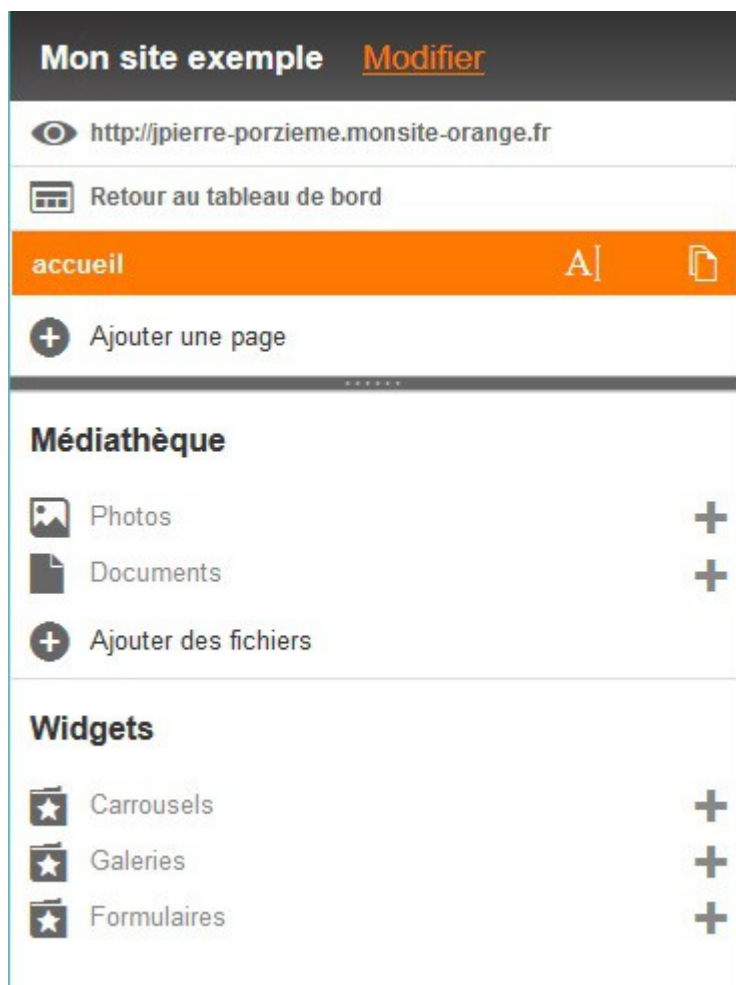 Mon site exemple Modifier
http://jpierre-porzieme.monsite-orange.fr
Retour au tableau de bord
accueil A
Ajouter une page
Médiathèque
Photos
Documents
Ajouter des fichiers
Widgets
Carrousels
Galeries
Formulaires